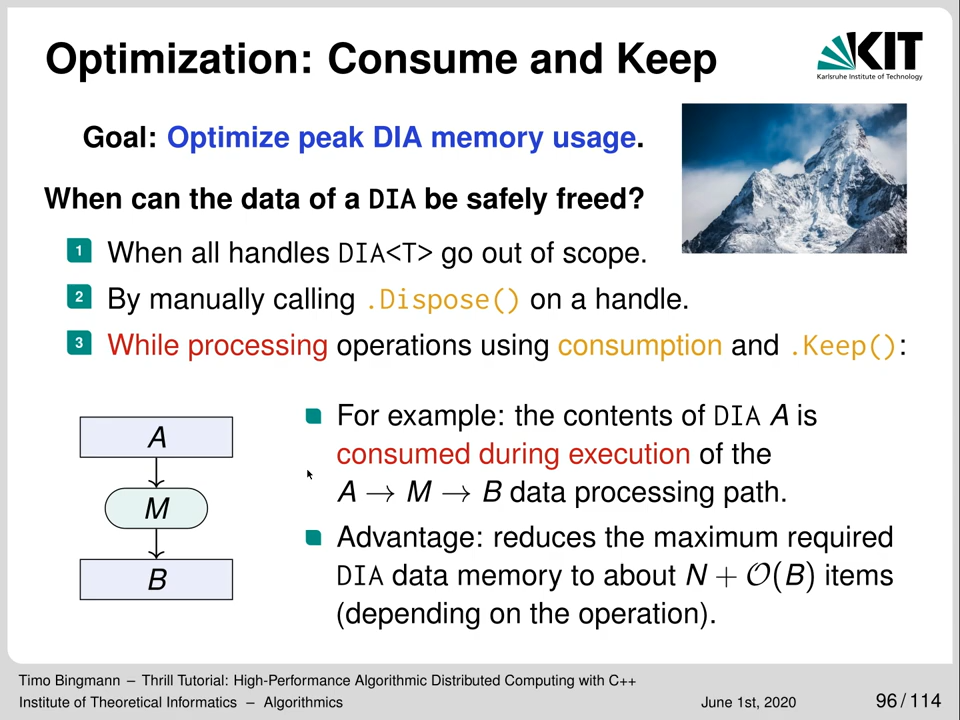 Optimization: Consume and Keep
KIT
Karlsruhe Institute of Technology
Goal: Optimize peak DIA memory usage.
When can the data of a DIA be safely freed?
1 When all handles DIA<T> go out of scope.
2 By manually calling .Dispose() on a handle.
3 While processing operations using consumption and .Keep():
A
M
B
For example: the contents of DIA A is
consumed during execution of the
A → M → B data processing path.
Advantage: reduces the maximum required
DIA data memory to about N + O(B) items
(depending on the operation).
Timo Bingmann – Thrill Tutorial: High-Performance Algorithmic Distributed Computing with C++
Institute of Theoretical Informatics – Algorithmics June 1st, 2020 96 / 114